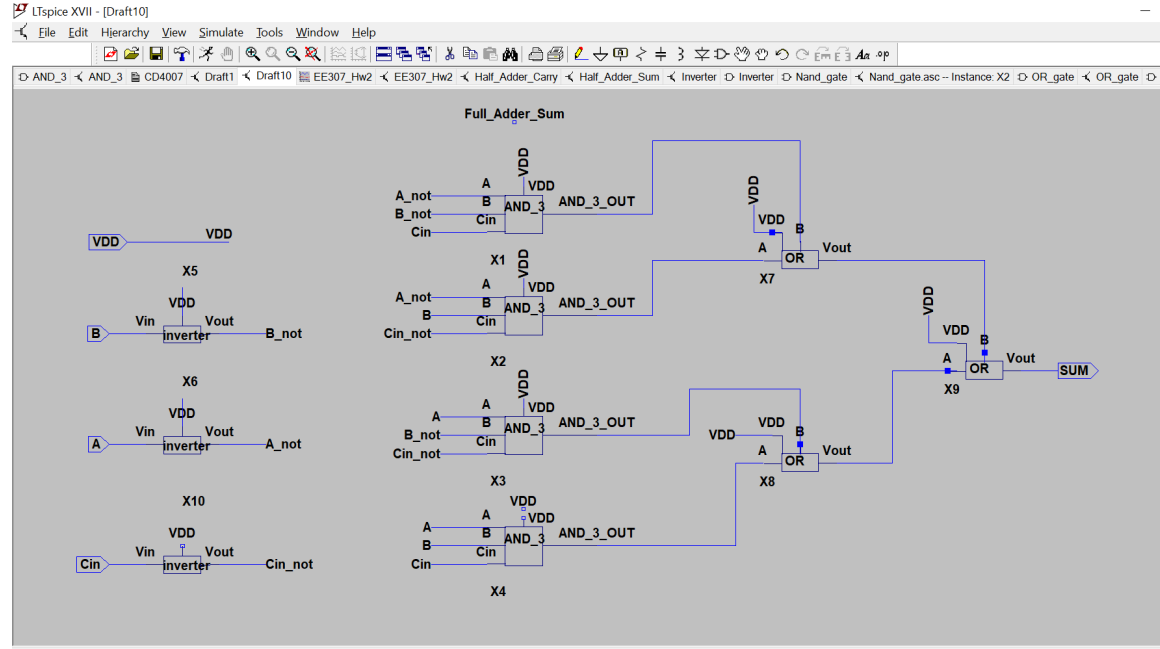 LTspice XVII - [Draft10]
File Edit Hierarchy View Simulate Tools Window Help
Aa .op
AND_3 AND_3 CD4007 Draft1 Draft10 EE307_Hw2 EE307_Hw2 Half_Adder_Carry Half_Adder_Sum Inverter Inverter Nand_gate Nand_gate.asc -- Instance: X2 OR_gate OR_gate
Full_Adder_Sum
VDD
A VDD
A_not B AND_3 AND_3_OUT
B_not Cin
Cin
X1
VDD
A VDD
A_not B AND_3 AND_3_OUT
B Cin
Cin_not
X2
VDD
A VDD
A B AND_3 AND_3_OUT
B_not Cin
Cin_not
X3
VDD
A VDD
A B AND_3 AND_3_OUT
B Cin
Cin
X4
VDD VDD
X5
VDD
B Vin inverter Vout B_not
X6
VDD
A Vin inverter Vout A_not
X10
VDD
Cin Vin inverter Vout Cin_not
VDD
VDD B
A OR Vout
X7
VDD VDD B
A OR Vout
X8
VDD
VDD B
A OR Vout SUM
X9